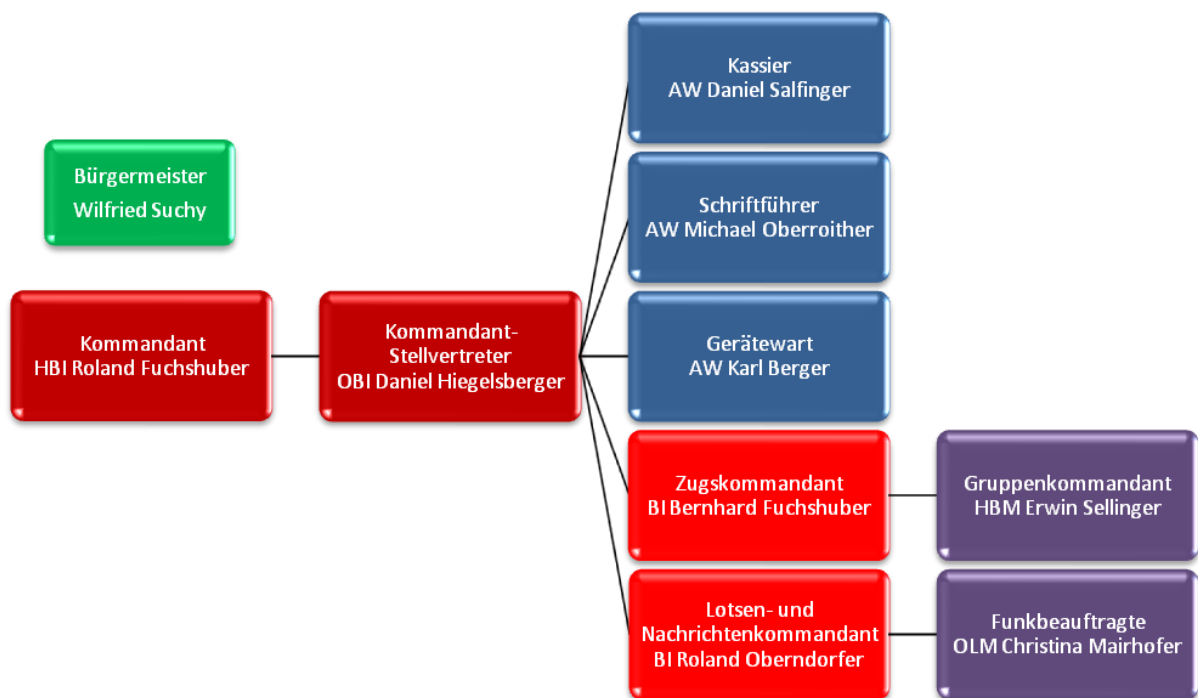 Bürgermeister
Wilfried Suchy
Kommandant
HBI Roland Fuchshuber
Kommandant-
Stellvertreter
OBI Daniel Hiegelsberger
Kassier
AW Daniel Salfinger
Schriftführer
AW Michael Oberroither
Gerätewart
AW Karl Berger
Zugskommandant
BI Bernhard Fuchshuber
Gruppenkommandant
HBM Erwin Sellinger
Lotsen- und
Nachrichtenkommandant
BI Roland Oberndorfer
Funkbeauftragte
OLM Christina Mairhofer